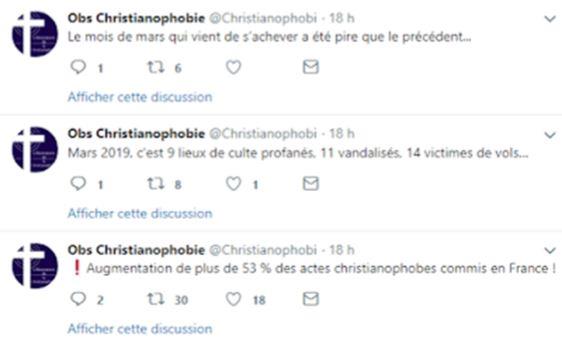 Obs Christianophobie @Christianophobi · 18 h
Le mois de mars qui vient de s'achever a été pire que le précédent...
1 6
Afficher cette discussion
Obs Christianophobie @Christianophobi · 18 h
Mars 2019, c'est 9 lieux de culte profanés, 11 vandalisés, 14 victimes de vols...
1 8 1
Afficher cette discussion
Obs Christianophobie @Christianophobi · 18 h
❗Augmentation de plus de 53 % des actes christianophobes commis en France !
2 30 18
Afficher cette discussion